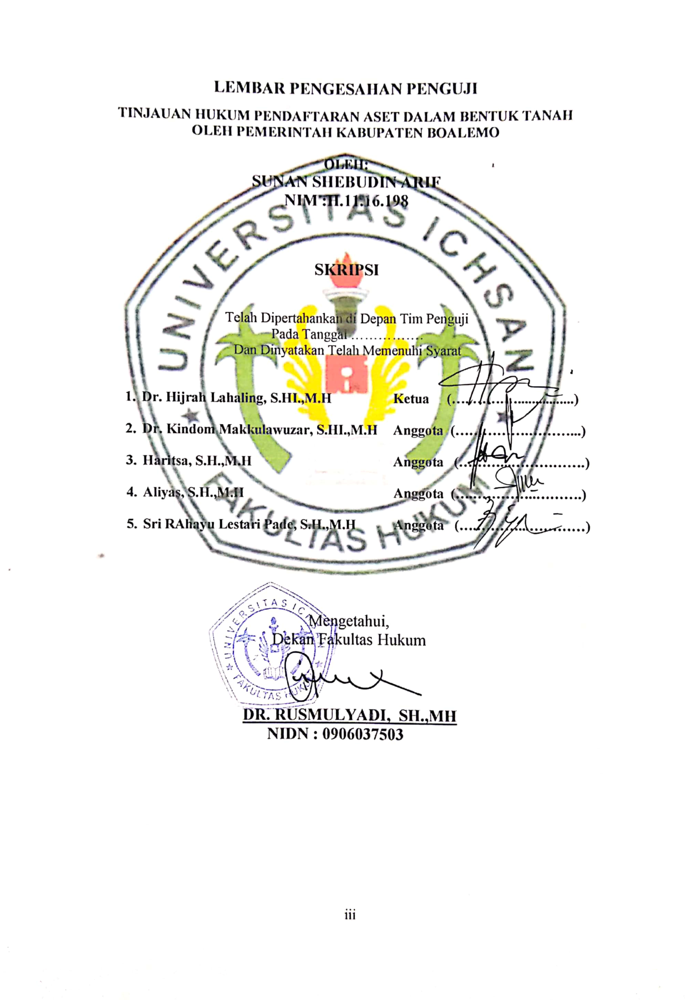 LEMBAR PENGESAHAN PENGUJI
TINJAUAN HUKUM PENDAFTARAN ASET DALAM BENTUK TANAH
OLEH PEMERINTAH KABUPATEN BOALEMO
OLEH:
SUNAN SHEBUDIN ARIF
NIM :H.11.16.198
UNIVERSITAS ICHSAN
SKRIPSI
Telah Dipertahankan di Depan Tim Penguji
Pada Tanggal ................
Dan Dinyatakan Telah Memenuhi Syarat
1. Dr. Hijrah Lahaling, S.HI.,M.H Ketua (..............................)
2. Dr. Kindom Makkulawuzar, S.HI.,M.H Anggota (..............................)
3. Haritsa, S.H.,M.H Anggota (..............................)
4. Aliyas, S.H.,M.H Anggota (..............................)
5. Sri RAhayu Lestari Pade, S.H.,M.H Anggota (..............................)
FAKULTAS HUKUM
UNIVERSITAS
Mengetahui,
Dekan Fakultas Hukum
FAKULTAS HUKUM
DR. RUSMULYADI, SH.,MH
NIDN : 0906037503
iii